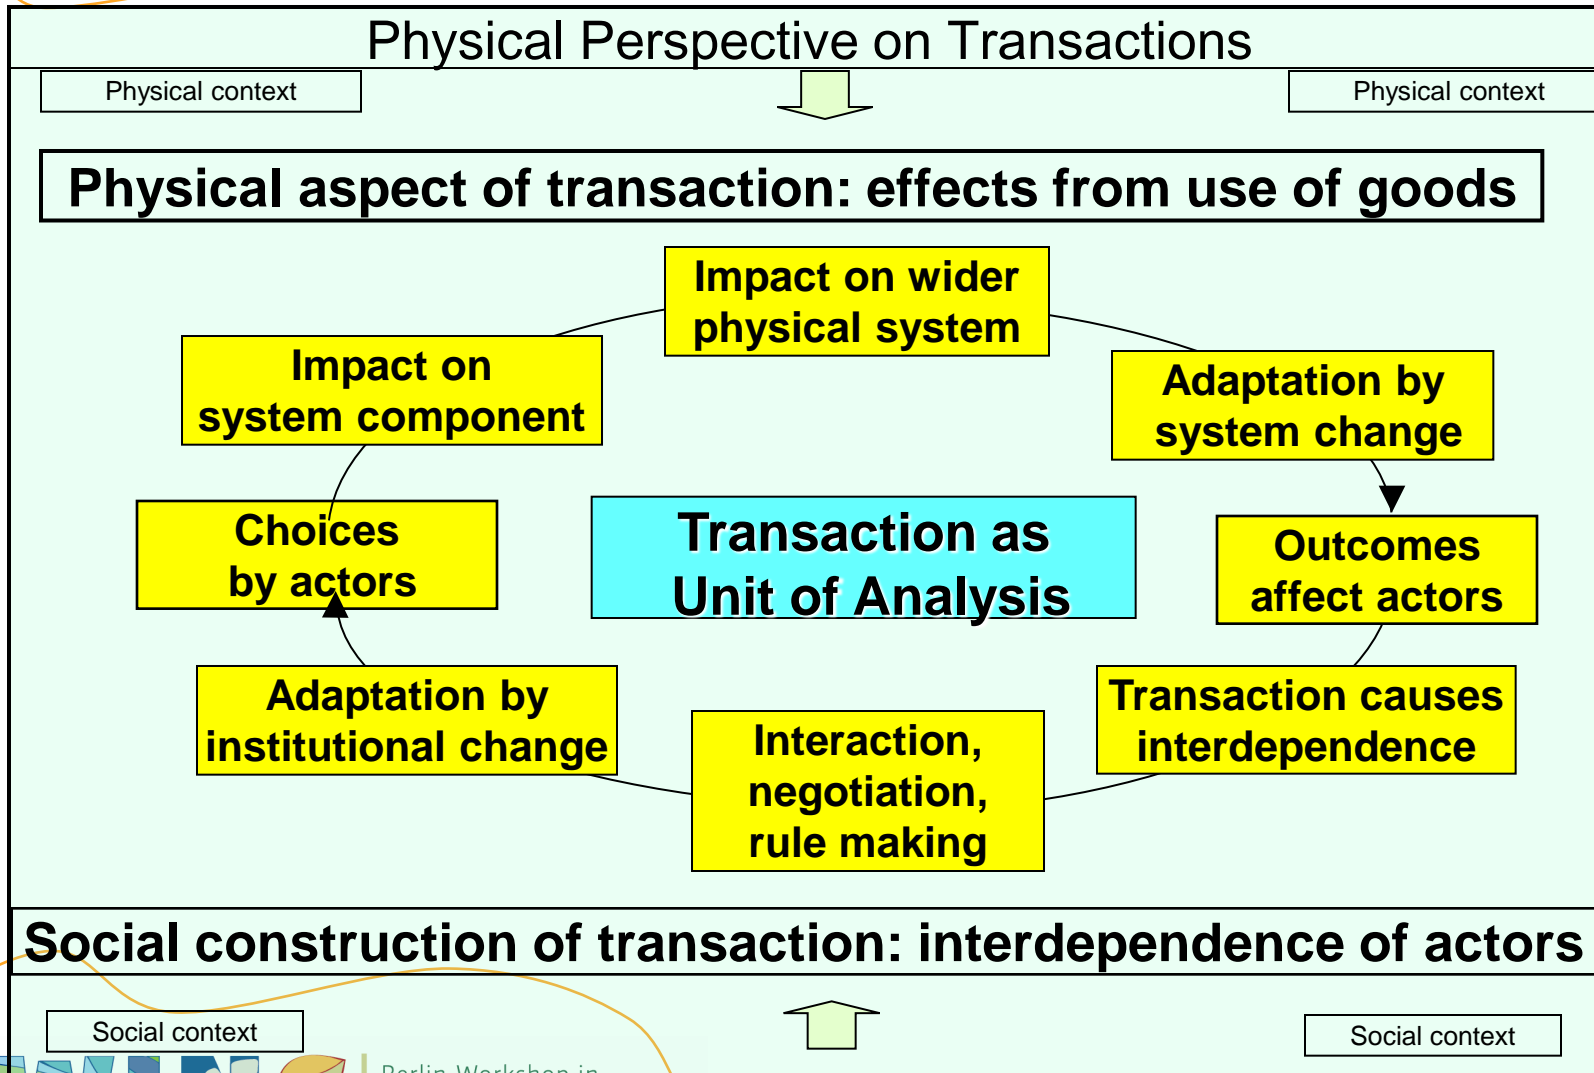 Physical Perspective on Transactions
Physical context
Physical context
Physical aspect of transaction: effects from use of goods
Impact on wider
physical system
Impact on
system component
Adaptation by
system change
Choices
by actors
Transaction as
Unit of Analysis
Outcomes
affect actors
Adaptation by
institutional change
Interaction,
negotiation,
rule making
Transaction causes
interdependence
Social construction of transaction: interdependence of actors
Social context
Social context
Berlin Workshop in